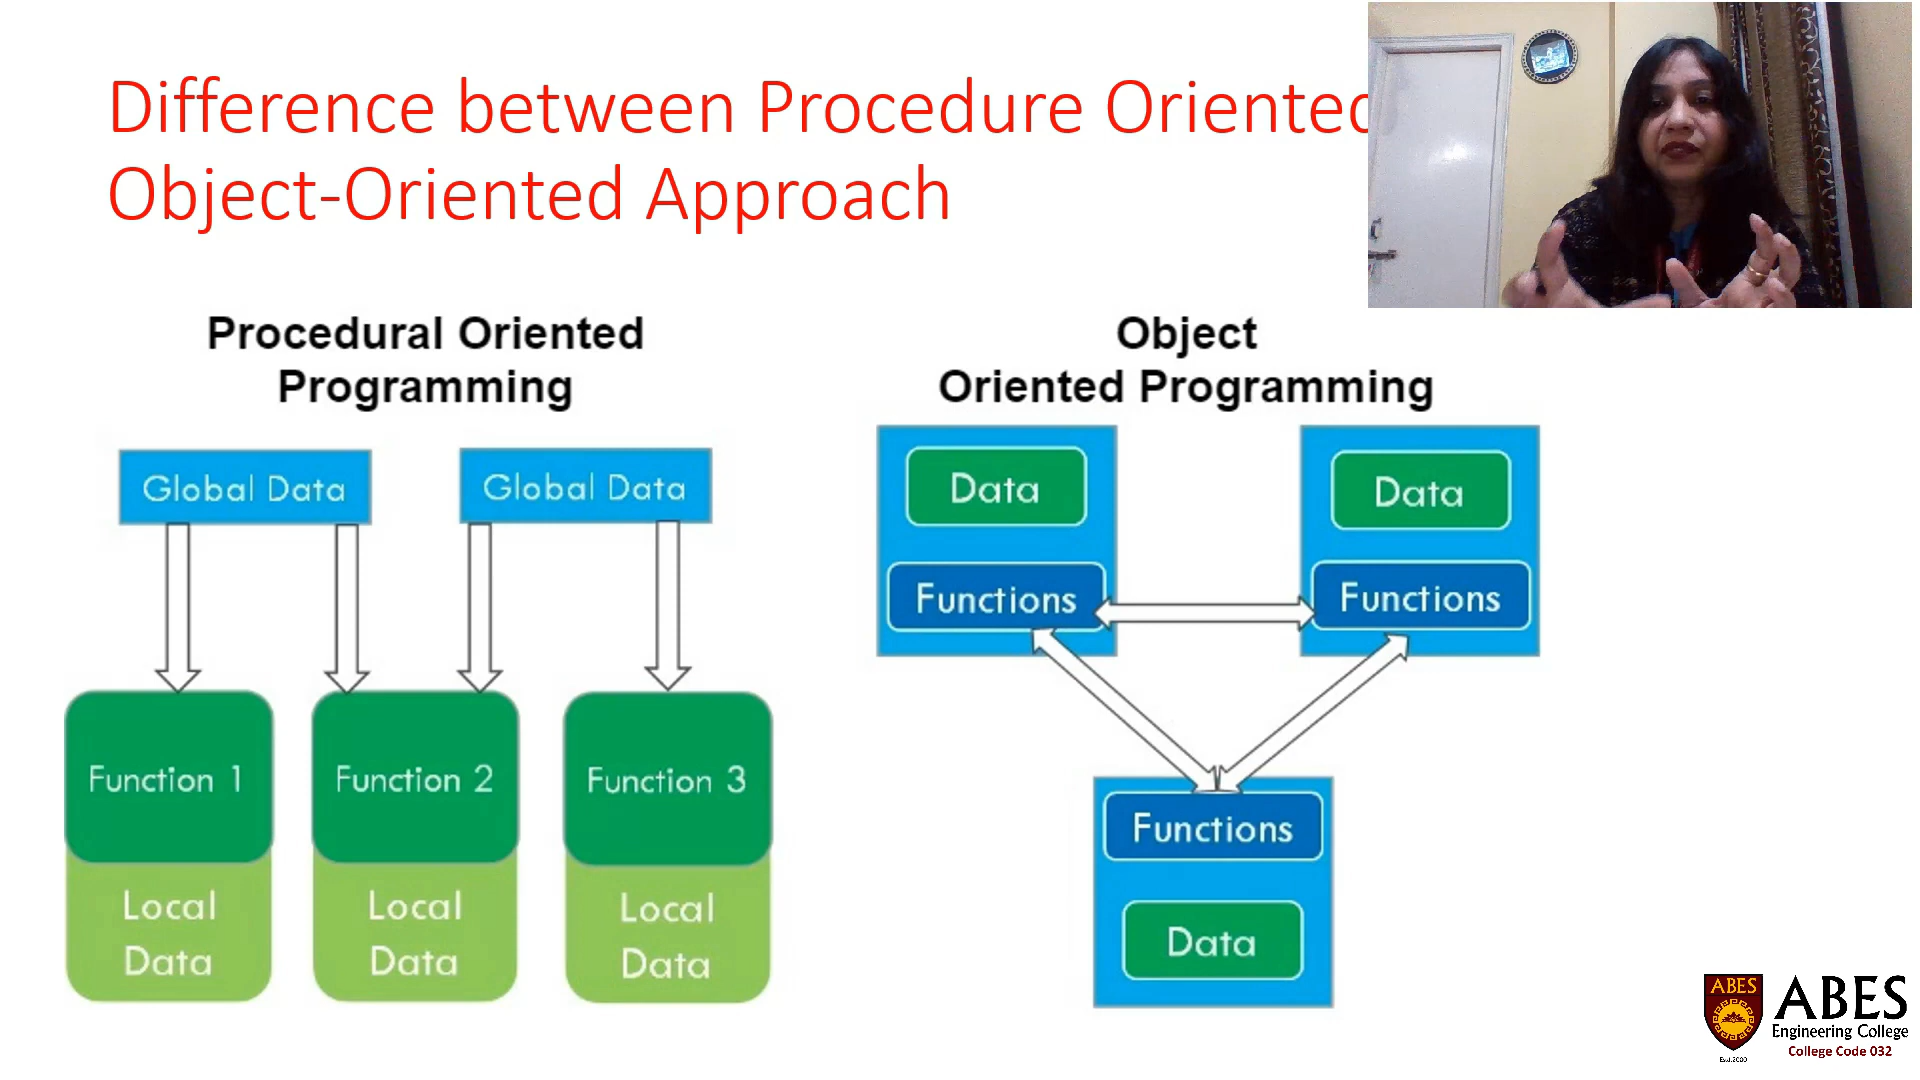 Difference between Procedure Oriented
Object-Oriented Approach
Procedural Oriented
Programming
Global Data
Global Data
Function 1
Function 2
Function 3
Local
Data
Local
Data
Local
Data
Object
Oriented Programming
Data
Functions
Data
Functions
Functions
Data
ABES
Estd.2000
ABES
Engineering College
College Code 032